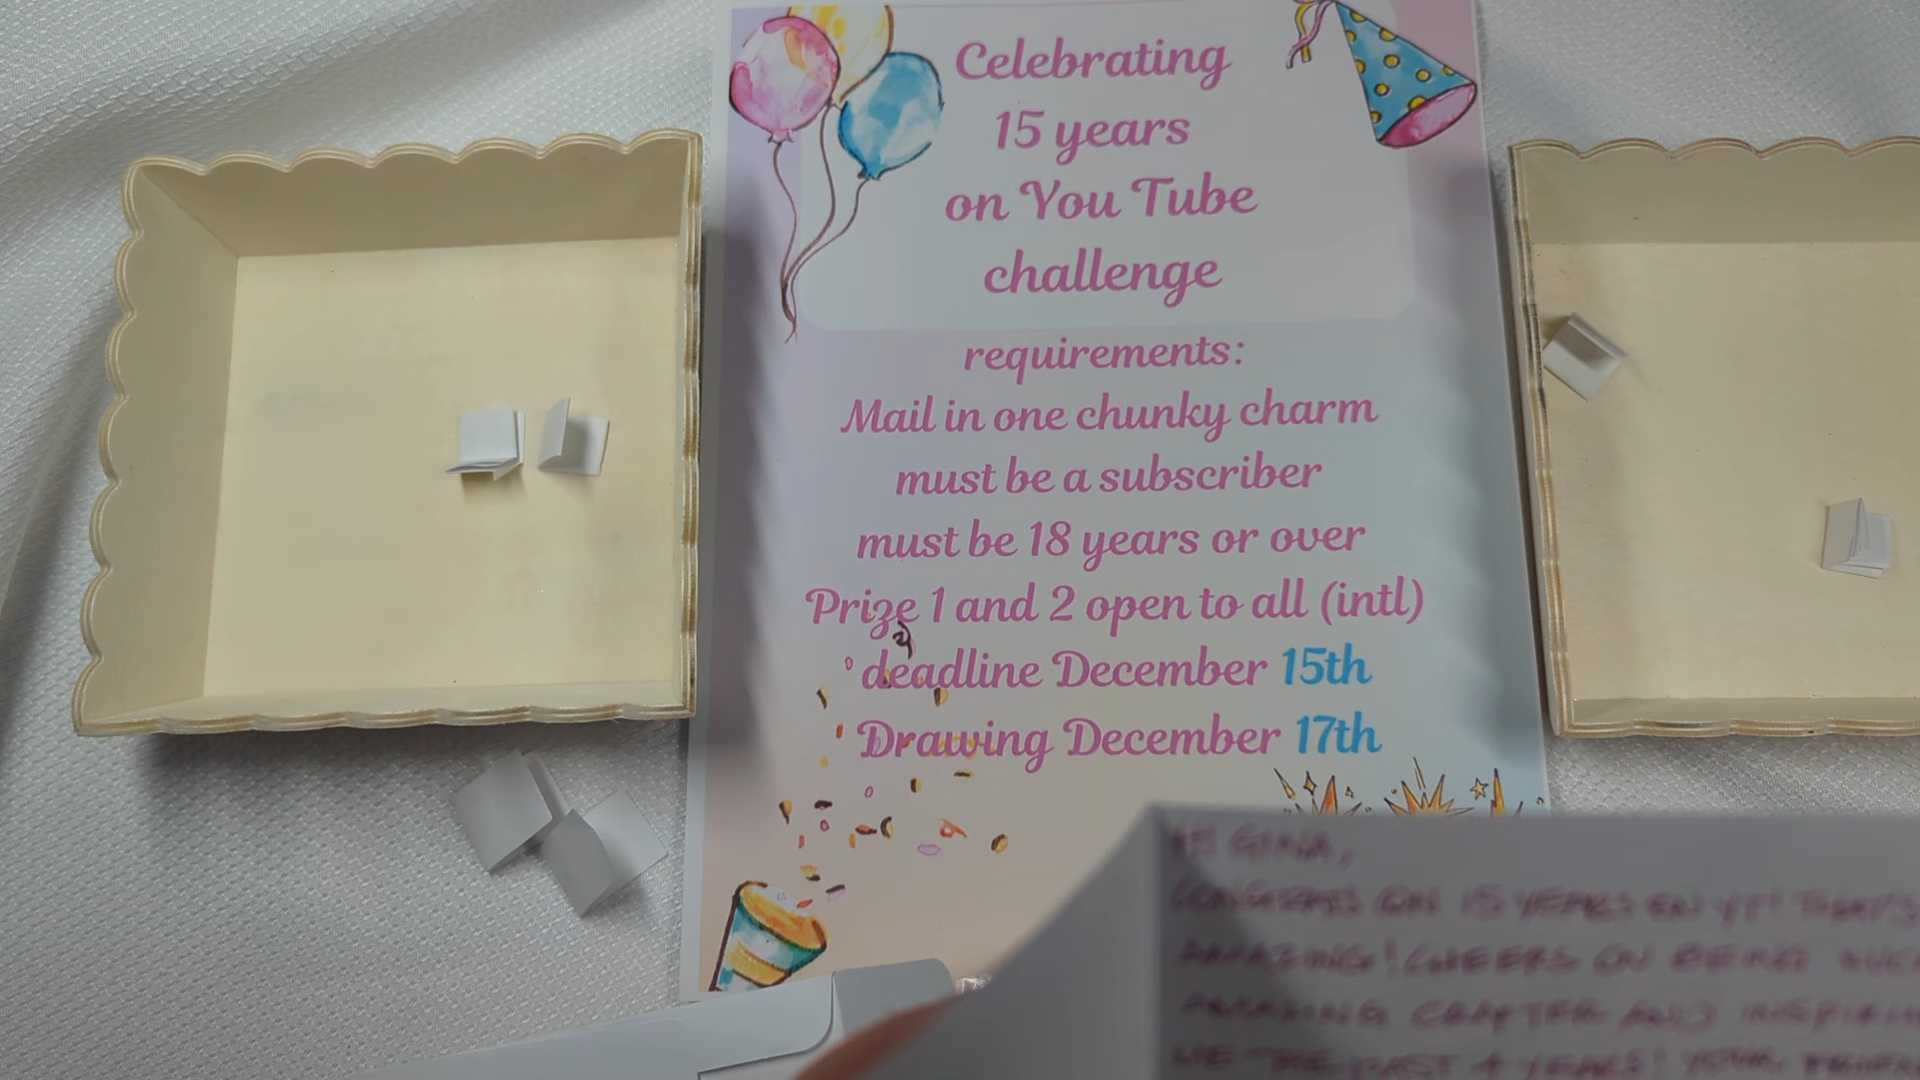 Celebrating
15 years
on You Tube
challenge
requirements:
Mail in one chunky charm
must be a subscriber
must be 18 years or over
Prize 1 and 2 open to all (intl)
deadline December 15th
Drawing December 17th
HI GINA,
CONGRATS ON 15 YEARS ON YT! THAT'S
AMAZING! CHEERS ON BEING SUCH
AMAZING CRAFTER AND
ME THE PAST 4 YEARS! YOUR